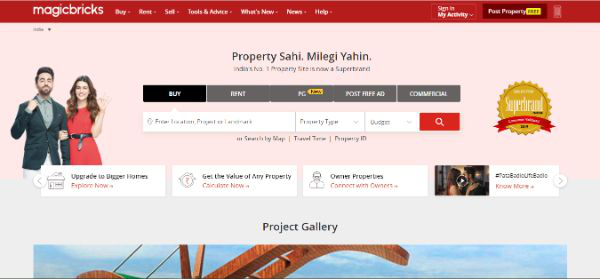 magicbricks
Buy Rent Sell Tools & Advice What's New News Help
Sign In
My Activity
Post Property FREE
India
Property Sahi. Milegi Yahin.
India's No. 1 Property Site is now a Superbrand
BUY RENT PG New POST FREE AD COMMERCIAL
Enter Location, Project or Landmark Property Type Budget
or Search by Map | Travel Time | Property ID
Superbrand
Upgrade to Bigger Homes
Explore Now
Get the Value of Any Property
Calculate Now
Owner Properties
Connect with Owners
#PataBadloLifeBadlo
Know More
Project Gallery